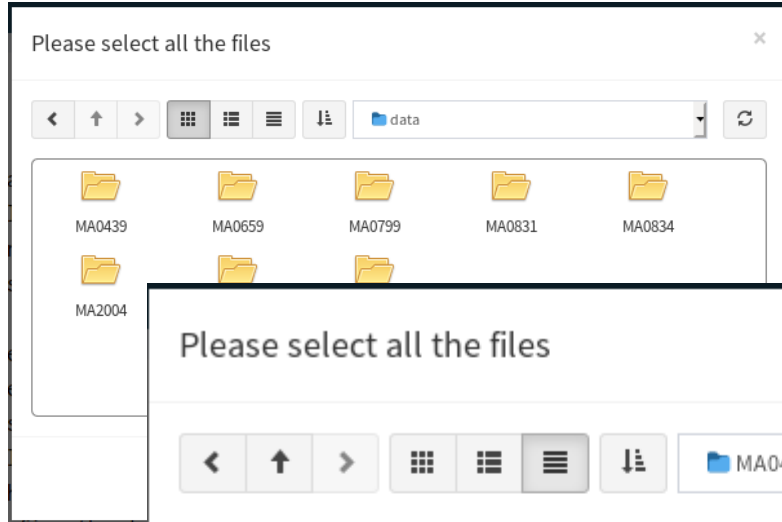 Please select all the files
×
data
MA0439 MA0659 MA0799 MA0831 MA0834
MA2004
Please select all the files